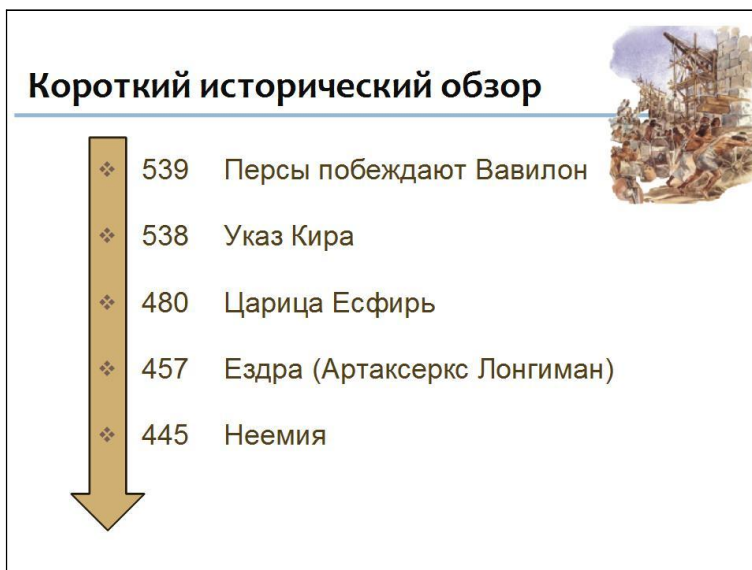 Короткий исторический обзор
539 Персы побеждают Вавилон
538 Указ Кира
480 Царица Есфирь
457 Ездра (Артаксеркс Лонгиман)
445 Неемия